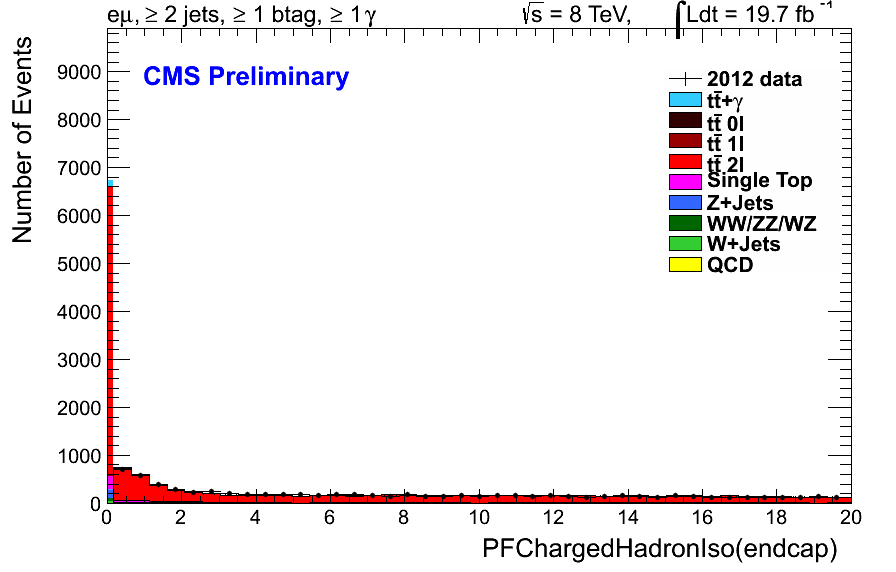 eμ, ≥ 2 jets, ≥ 1 btag, ≥ 1 γ
√s = 8 TeV, ∫Ldt = 19.7 fb⁻¹
Number of Events
CMS Preliminary
2012 data
tt̄+γ
tt̄ 0l
tt̄ 1l
tt̄ 2l
Single Top
Z+Jets
WW/ZZ/WZ
W+Jets
QCD
9000
8000
7000
6000
5000
4000
3000
2000
1000
0
0 2 4 6 8 10 12 14 16 18 20
PFChargedHadronIso(endcap)